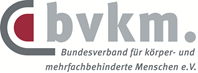 bvkm.
Bundesverband für körper- und
mehrfachbehinderte Menschen e.V.